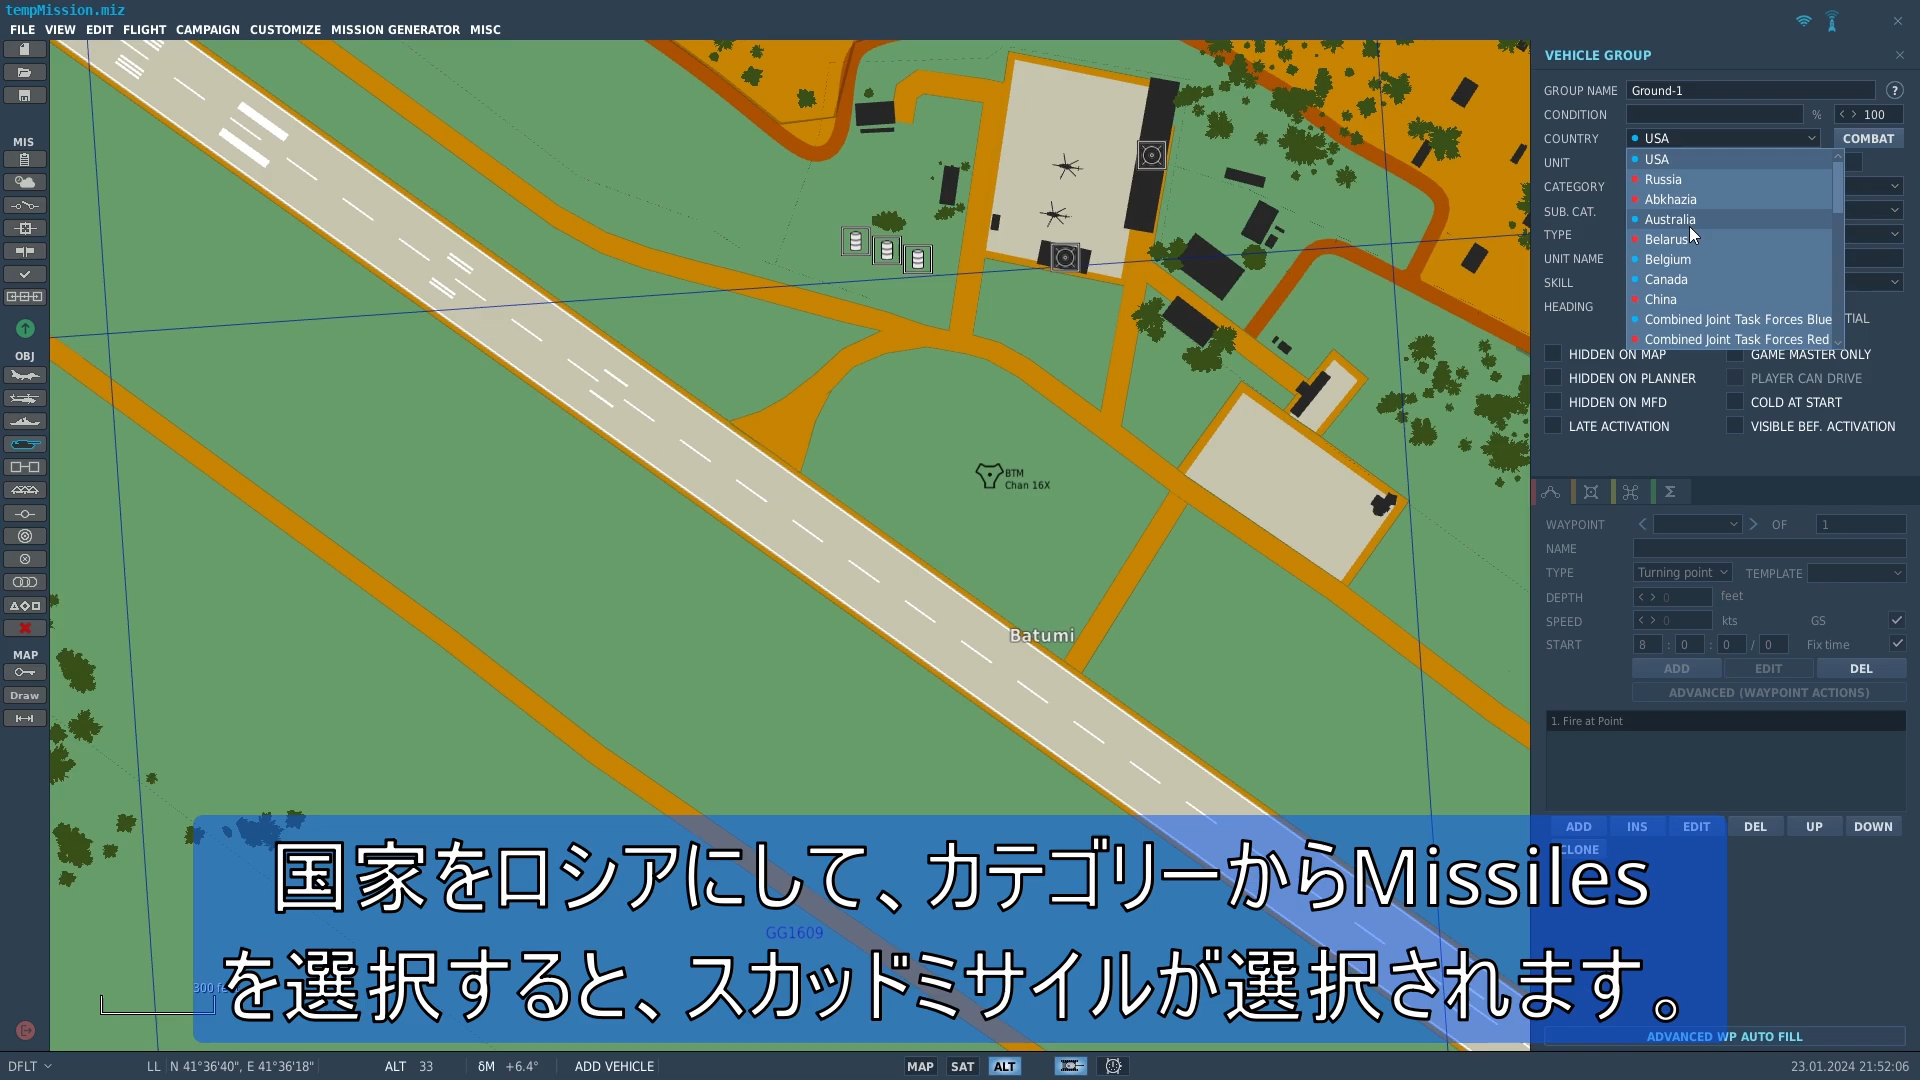 tempMission.miz
FILE VIEW EDIT FLIGHT CAMPAIGN CUSTOMIZE MISSION GENERATOR MISC
MIS
OBJ
MAP
Draw
BTM
Chan 16X
Batumi
GG1609
VEHICLE GROUP
GROUP NAME Ground-1 ?
CONDITION % < > 100
COUNTRY USA COMBAT
UNIT
CATEGORY
SUB. CAT.
TYPE
UNIT NAME
SKILL
HEADING
USA
Russia
Abkhazia
Australia
Belarus
Belgium
Canada
China
Combined Joint Task Forces Blue
Combined Joint Task Forces Red
HIDDEN ON MAP GAME MASTER ONLY
HIDDEN ON PLANNER PLAYER CAN DRIVE
HIDDEN ON MFD COLD AT START
LATE ACTIVATION VISIBLE BEF. ACTIVATION
WAYPOINT < > OF 1
NAME
TYPE Turning point TEMPLATE
DEPTH < > 0 feet
SPEED < > 0 kts GS
START 8 : 0 : 0 / 0 Fix time
ADD EDIT DEL
ADVANCED (WAYPOINT ACTIONS)
1. Fire at Point
ADD INS EDIT DEL UP DOWN
CLONE
国家をロシアにして、カテゴリーからMissiles
を選択すると、スカッドミサイルが選択されます。
ADVANCED WP AUTO FILL
DFLT LL N 41°36'40", E 41°36'18" ALT 33 δM +6.4° ADD VEHICLE MAP SAT ALT 23.01.2024 21:52:06